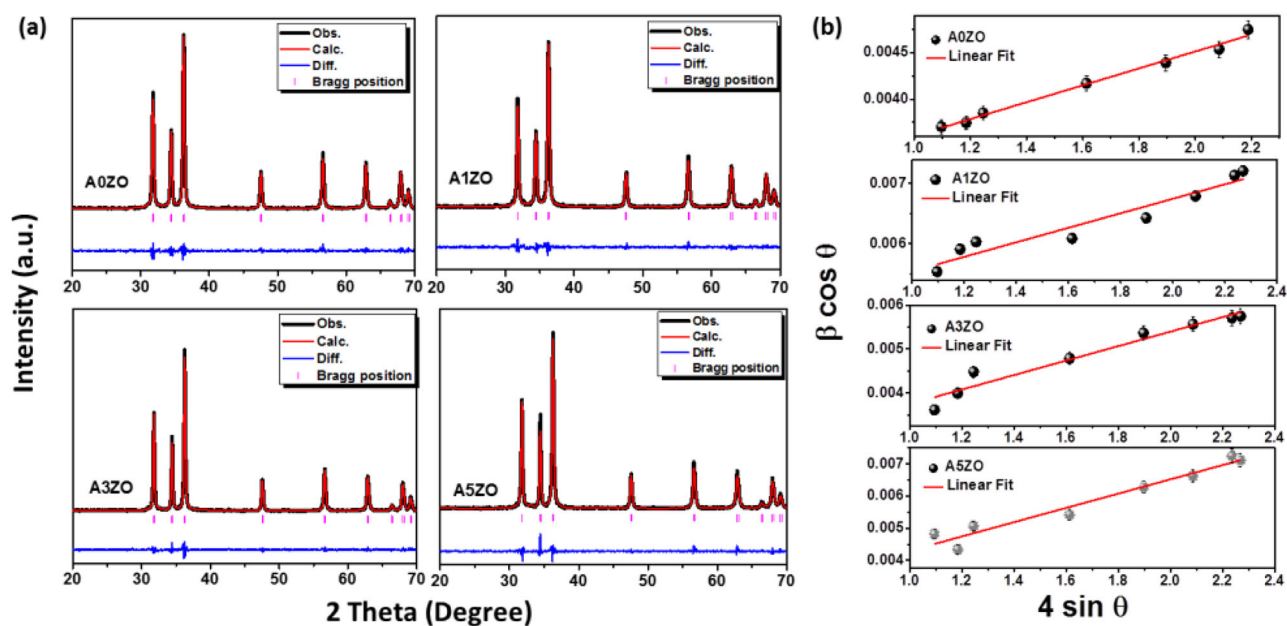 (a)
Intensity (a.u.)
Obs.
Calc.
Diff.
Bragg position
A0ZO
20 30 40 50 60 70
Obs.
Calc.
Diff.
Bragg position
A1ZO
20 30 40 50 60 70
Obs.
Calc.
Diff.
Bragg position
A3ZO
20 30 40 50 60 70
Obs.
Calc.
Diff.
Bragg position
A5ZO
20 30 40 50 60 70
2 Theta (Degree)
(b)
β cos θ
A0ZO
Linear Fit
0.0045
0.0040
1.0 1.2 1.4 1.6 1.8 2.0 2.2
A1ZO
Linear Fit
0.007
0.006
1.0 1.2 1.4 1.6 1.8 2.0 2.2 2.4
A3ZO
Linear Fit
0.006
0.005
0.004
1.0 1.2 1.4 1.6 1.8 2.0 2.2 2.4
A5ZO
Linear Fit
0.007
0.006
0.005
0.004
1.0 1.2 1.4 1.6 1.8 2.0 2.2 2.4
4 sin θ